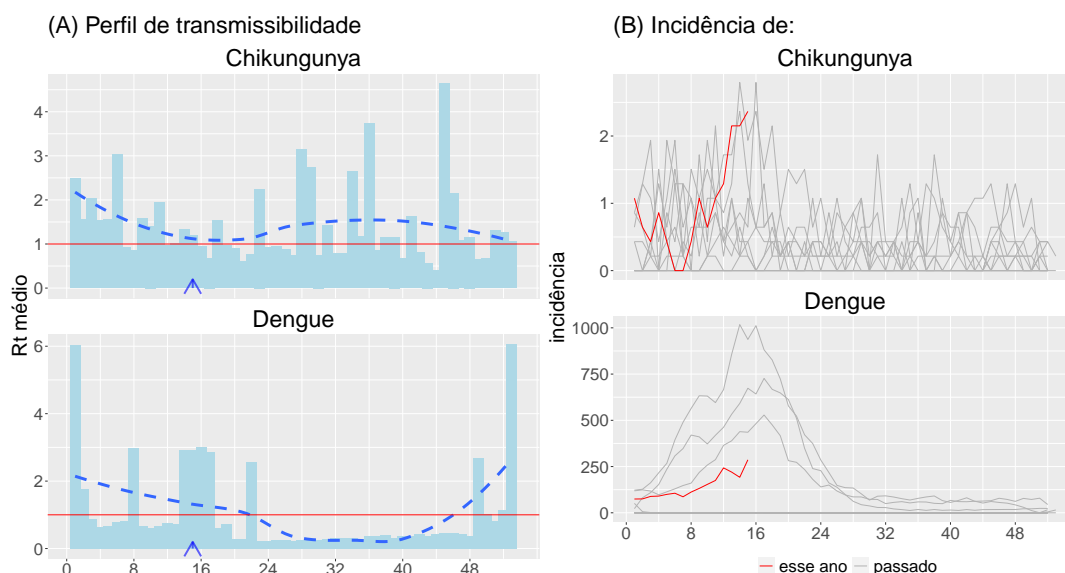 (A) Perfil de transmissibilidade
Chikungunya
4
3
2
1
0
Dengue
6
4
2
0
0 8 16 24 32 40 48
Rt médio
(B) Incidência de:
Chikungunya
2
1
0
Dengue
1000
750
500
250
0
0 8 16 24 32 40 48
incidência
esse ano passado